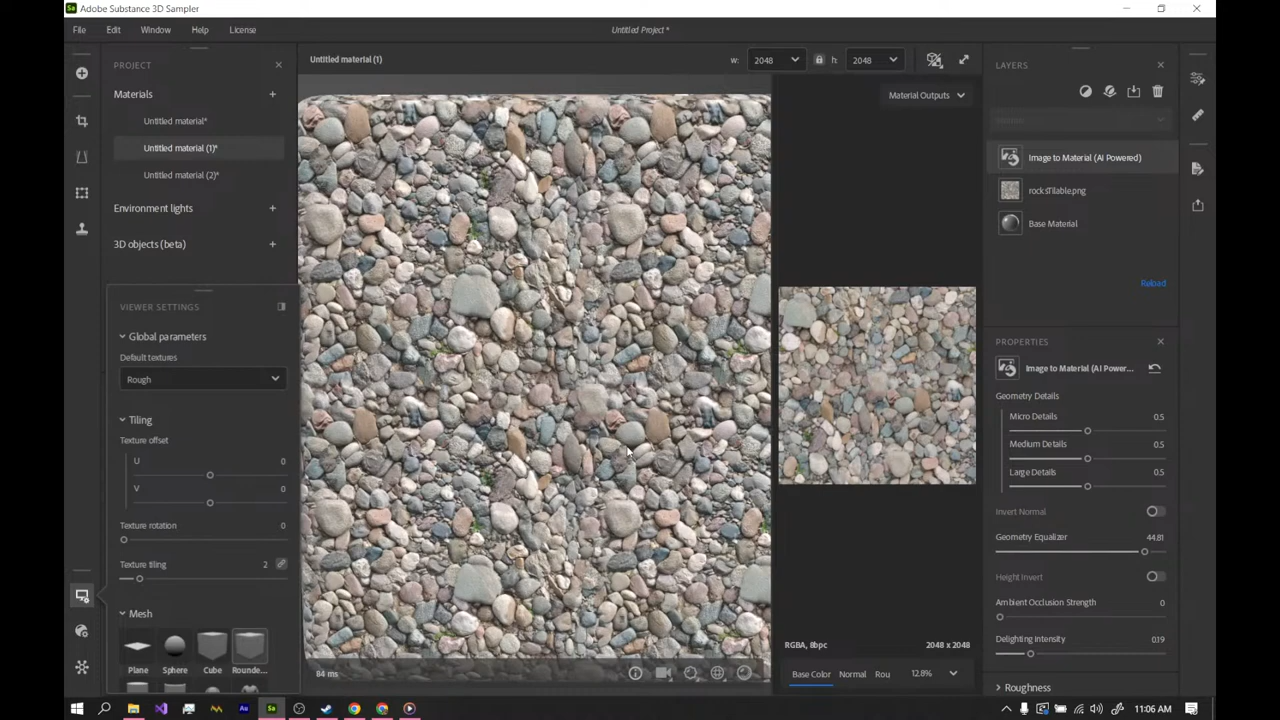 Adobe Substance 3D Sampler
File Edit Window Help License
Untitled Project *
PROJECT
Materials
Untitled material*
Untitled material (1)*
Untitled material (2)*
Environment lights
3D objects (beta)
VIEWER SETTINGS
Global parameters
Default textures
Rough
Tiling
Texture offset
U 0
V 0
Texture rotation 0
Texture tiling 2
Mesh
Plane Sphere Cube Rounde...
Untitled material (1)
w: 2048 h: 2048
Material Outputs
84 ms
RGBA, 8bpc 2048 x 2048
Base Color Normal Rou 12.8%
LAYERS
Image to Material (AI Powered)
rocksTilable.png
Base Material
Reload
PROPERTIES
Image to Material (AI Power...
Geometry Details
Micro Details 0.5
Medium Details 0.5
Large Details 0.5
Invert Normal
Geometry Equalizer 44.81
Height Invert
Ambient Occlusion Strength 0
Delighting Intensity 0.19
Roughness
11:06 AM